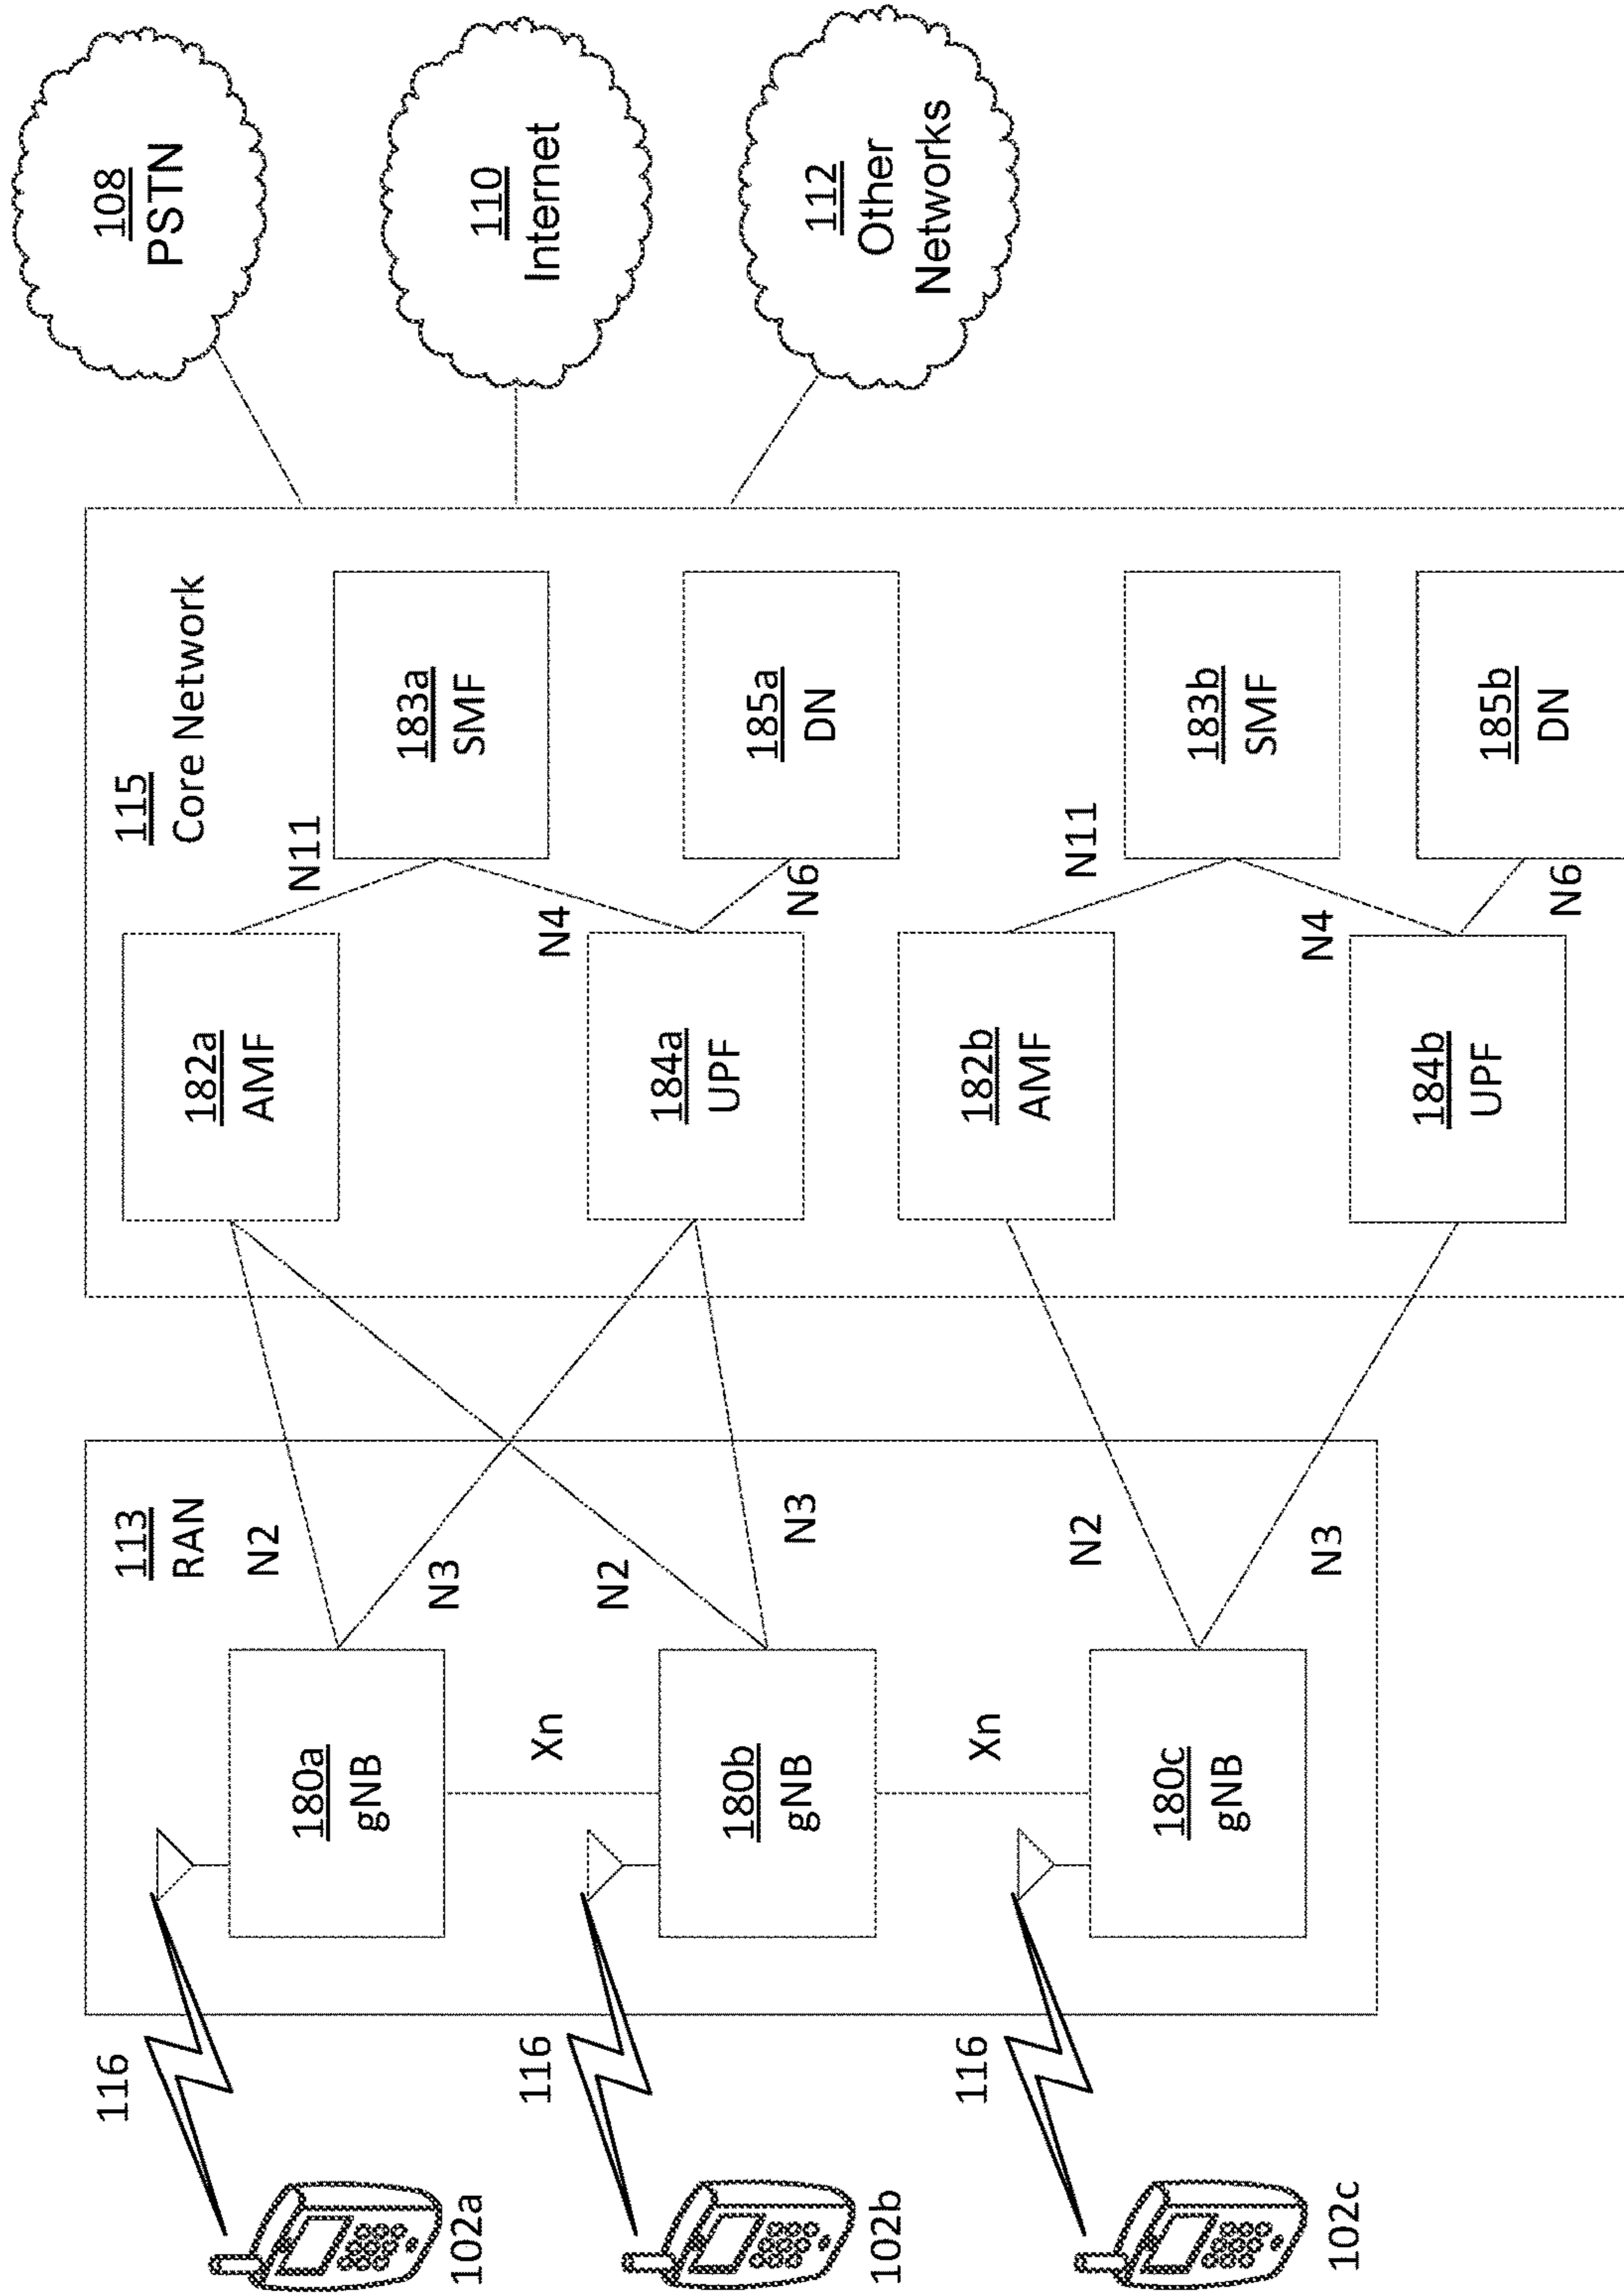 115
Core Network
113
RAN
116
102a
180a
gNB
N2
N3
182a
AMF
N11
183a
SMF
108
PSTN
Xn
N4
116
102b
180b
gNB
N2
N3
184a
UPF
N6
185a
DN
110
Internet
Xn
112
Other
Networks
116
102c
180c
gNB
N2
N3
182b
AMF
N11
183b
SMF
N4
184b
UPF
N6
185b
DN